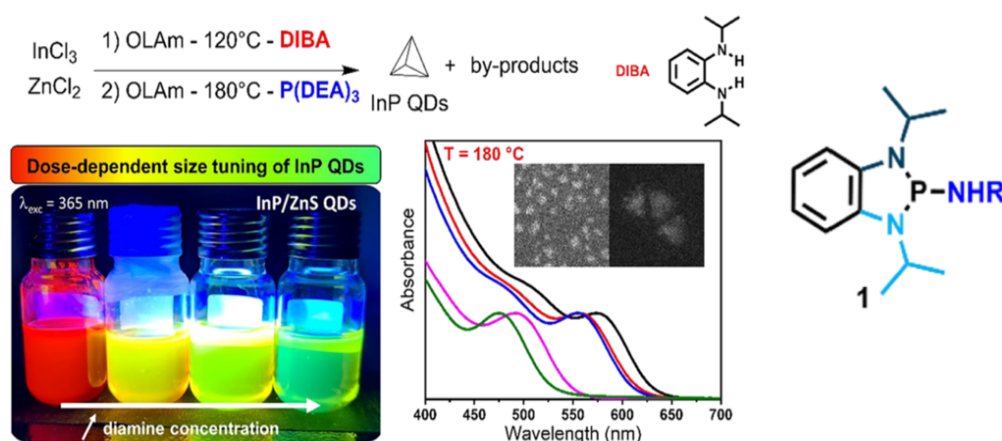 InCl3
ZnCl2
1) OLAm - 120°C - DIBA
2) OLAm - 180°C - P(DEA)3
+ by-products
InP QDs
DIBA
N
H
N
H
Dose-dependent size tuning of InP QDs
λexc = 365 nm
InP/ZnS QDs
↗ diamine concentration
T = 180 °C
Absorbance
400 450 500 550 600 650 700
Wavelength (nm)
N
P
NHR
N
1